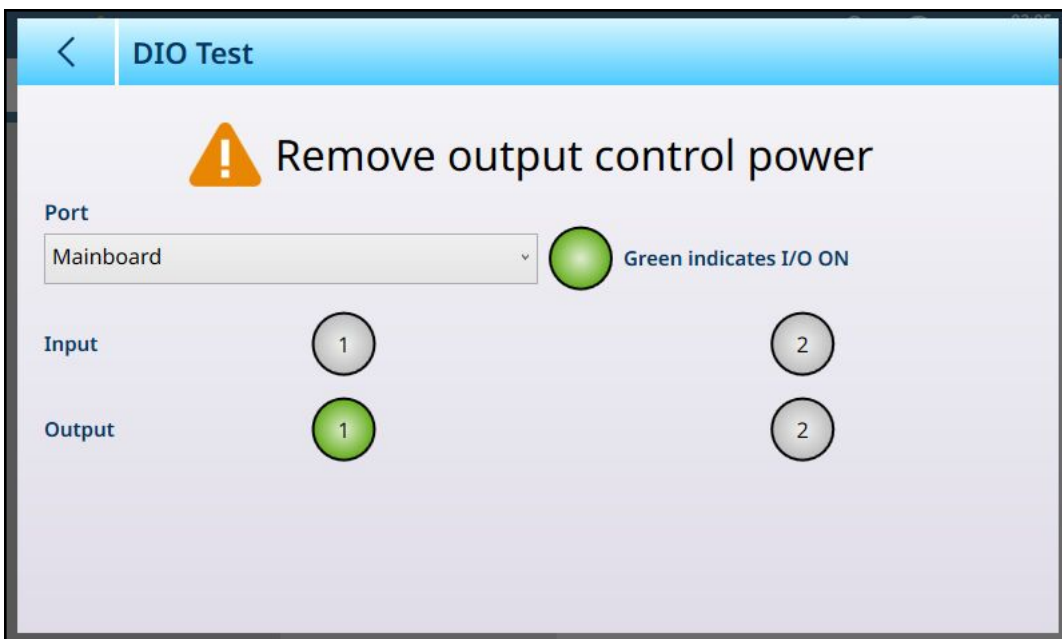 DIO Test
Remove output control power
Port
Mainboard
Green indicates I/O ON
Input 1 2
Output 1 2